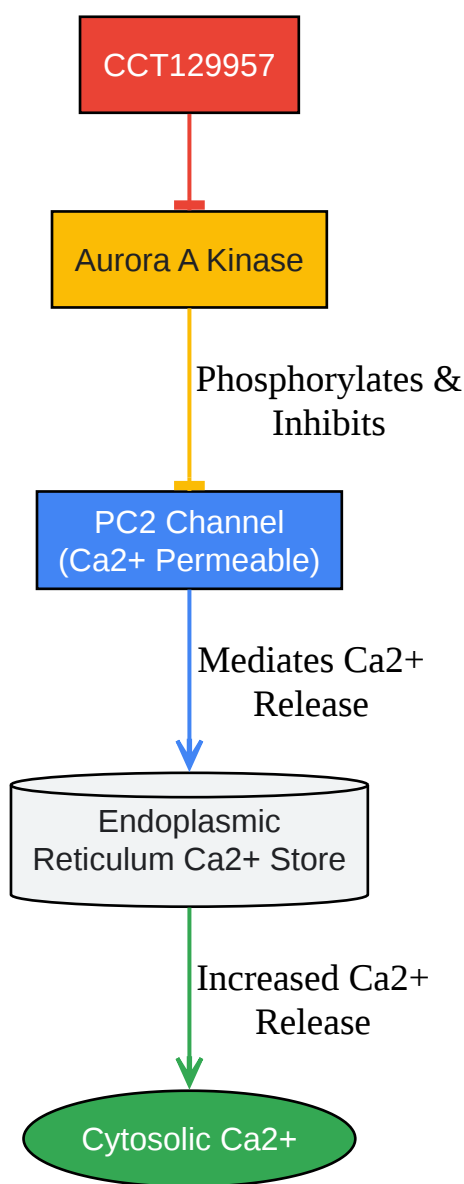 CCT129957
Aurora A Kinase
Phosphorylates &
Inhibits
PC2 Channel
(Ca2+ Permeable)
Mediates Ca2+
Release
Endoplasmic
Reticulum Ca2+ Store
Increased Ca2+
Release
Cytosolic Ca2+